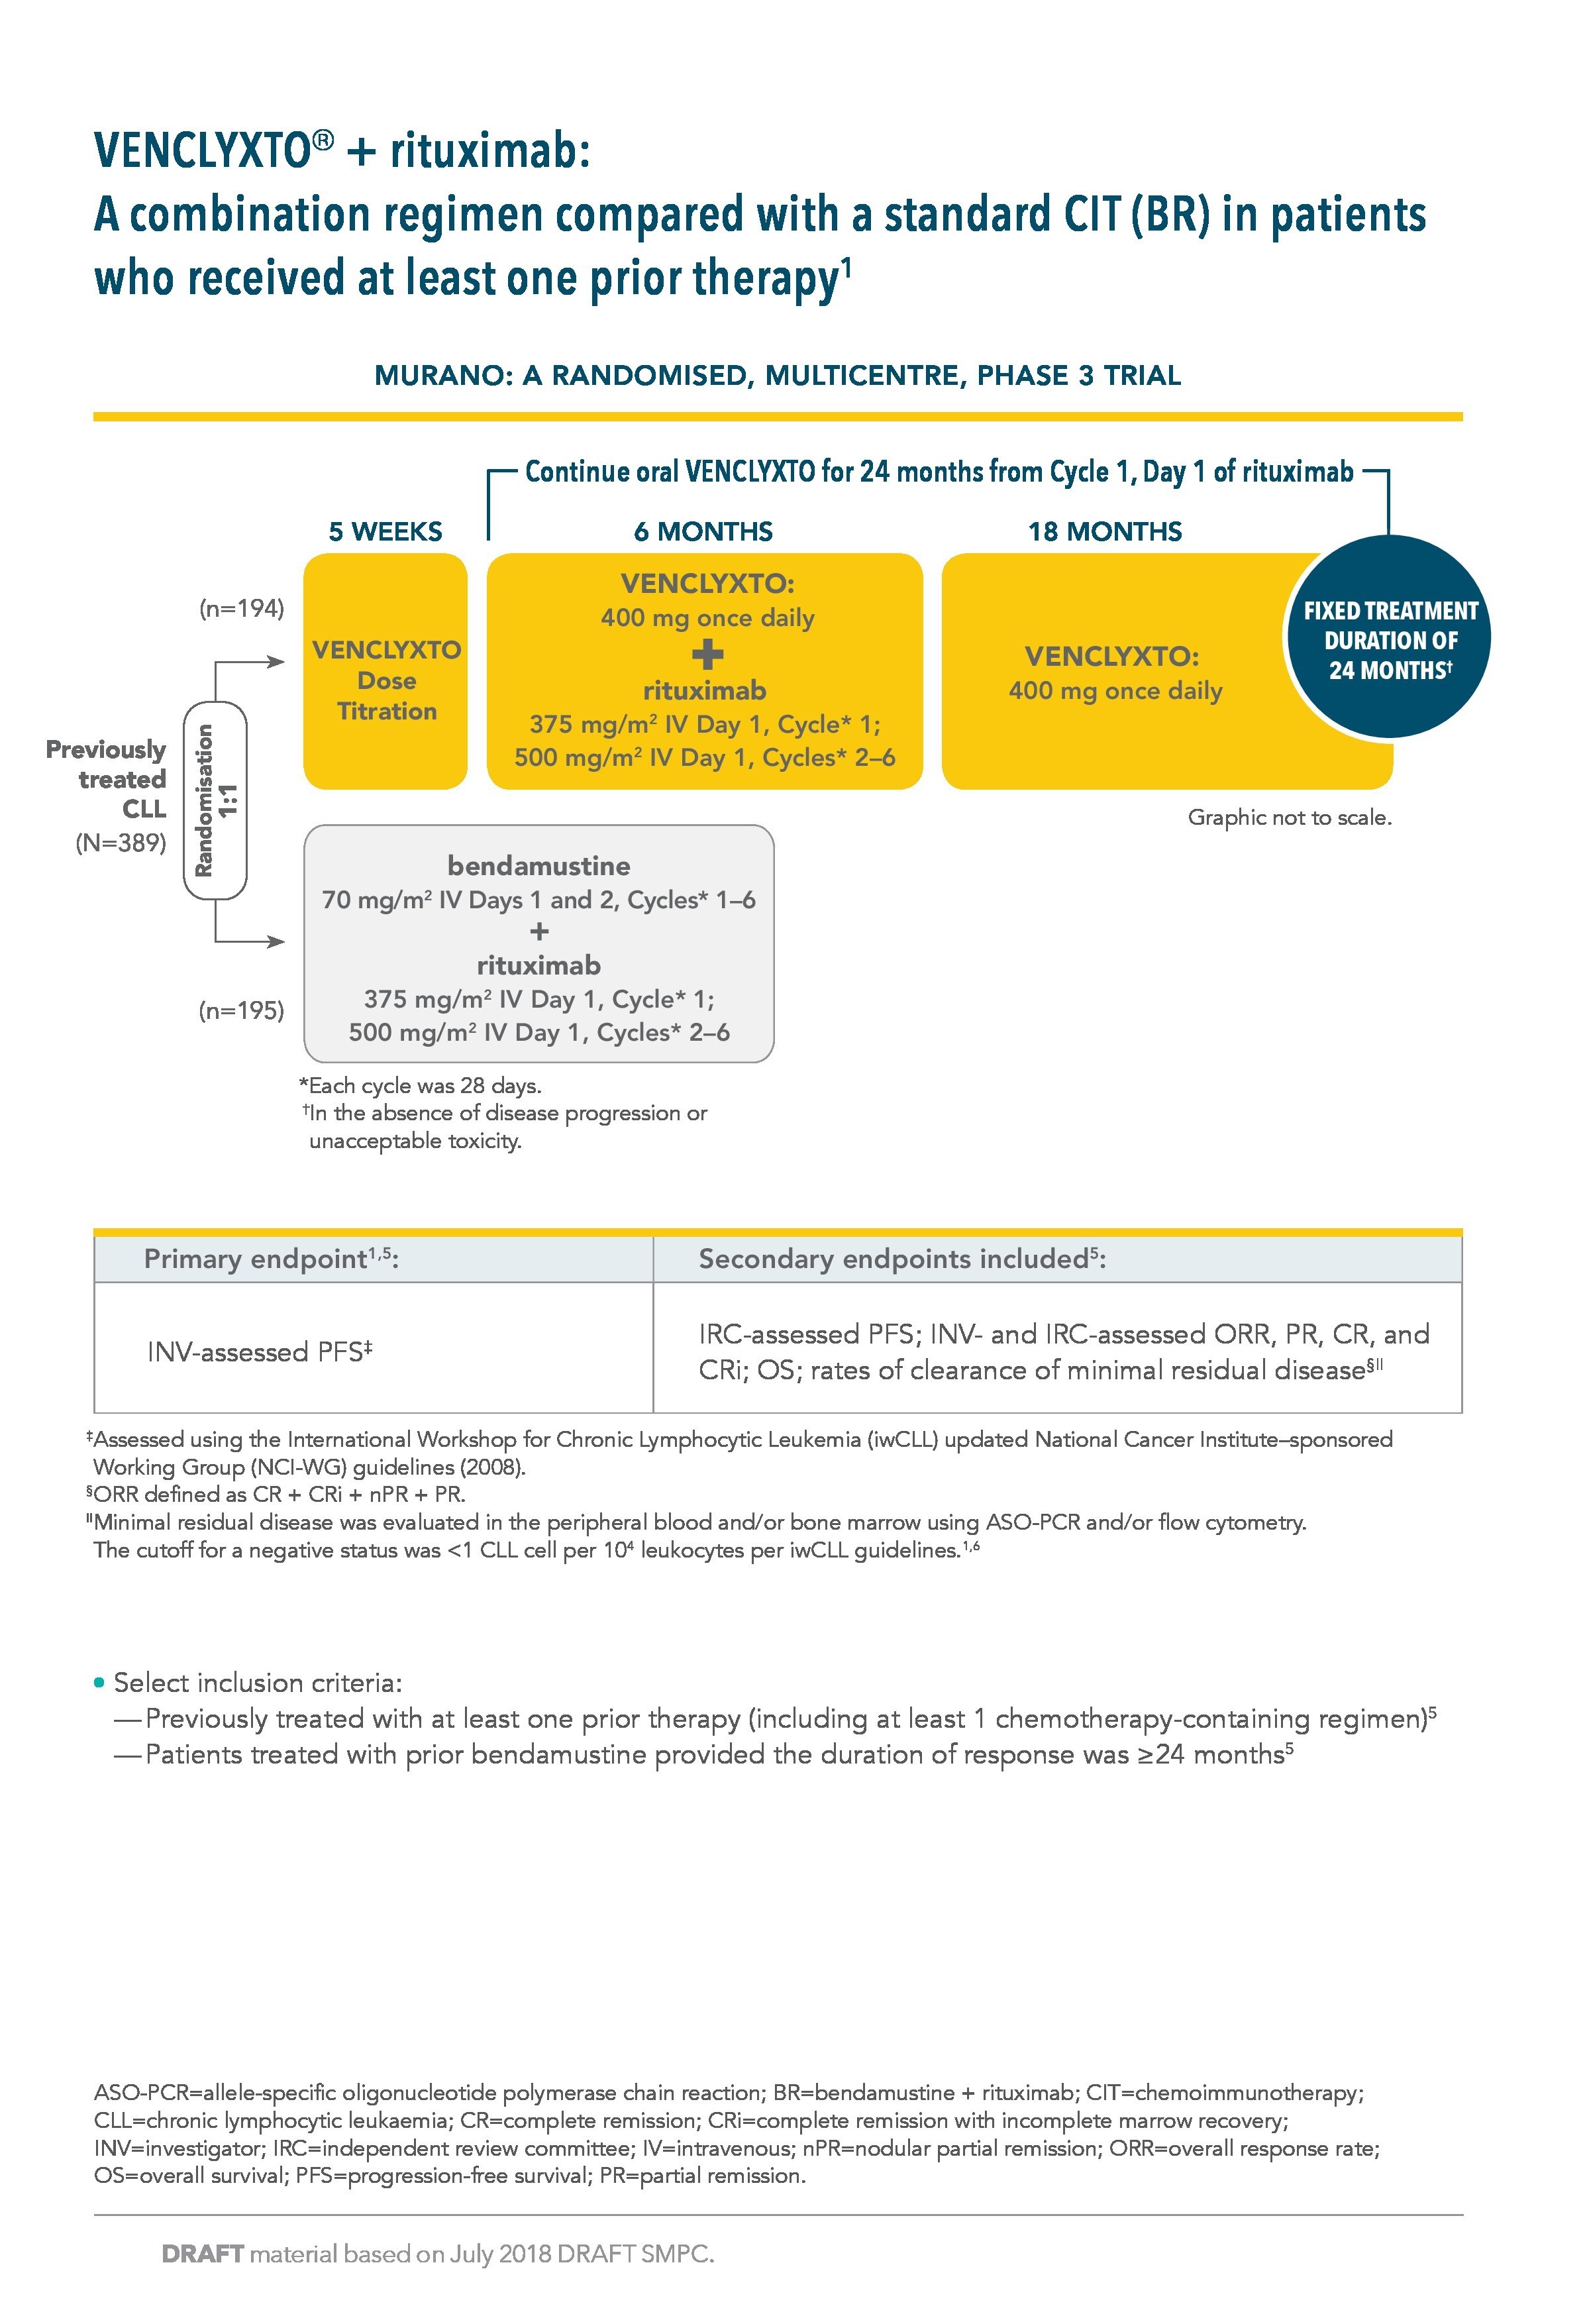 VENCLYXTO® + rituximab:
A combination regimen compared with a standard CIT (BR) in patients
who received at least one prior therapy¹
MURANO: A RANDOMISED, MULTICENTRE, PHASE 3 TRIAL
Continue oral VENCLYXTO for 24 months from Cycle 1, Day 1 of rituximab
5 WEEKS
6 MONTHS
18 MONTHS
Previously
treated
CLL
(N=389)
Randomisation
1:1
(n=194)
VENCLYXTO
Dose
Titration
VENCLYXTO:
400 mg once daily
+
rituximab
375 mg/m² IV Day 1, Cycle* 1;
500 mg/m² IV Day 1, Cycles* 2–6
VENCLYXTO:
400 mg once daily
FIXED TREATMENT
DURATION OF
24 MONTHS†
Graphic not to scale.
(n=195)
bendamustine
70 mg/m² IV Days 1 and 2, Cycles* 1–6
+
rituximab
375 mg/m² IV Day 1, Cycle* 1;
500 mg/m² IV Day 1, Cycles* 2–6
*Each cycle was 28 days.
†In the absence of disease progression or
unacceptable toxicity.
Primary endpoint¹,⁵:
Secondary endpoints included⁵:
INV-assessed PFS‡
IRC-assessed PFS; INV- and IRC-assessed ORR, PR, CR, and
CRi; OS; rates of clearance of minimal residual disease§||
‡Assessed using the International Workshop for Chronic Lymphocytic Leukemia (iwCLL) updated National Cancer Institute–sponsored
Working Group (NCI-WG) guidelines (2008).
§ORR defined as CR + CRi + nPR + PR.
||Minimal residual disease was evaluated in the peripheral blood and/or bone marrow using ASO-PCR and/or flow cytometry.
The cutoff for a negative status was <1 CLL cell per 10⁴ leukocytes per iwCLL guidelines.¹,⁶
• Select inclusion criteria:
— Previously treated with at least one prior therapy (including at least 1 chemotherapy-containing regimen)⁵
— Patients treated with prior bendamustine provided the duration of response was ≥24 months⁵
ASO-PCR=allele-specific oligonucleotide polymerase chain reaction; BR=bendamustine + rituximab; CIT=chemoimmunotherapy;
CLL=chronic lymphocytic leukaemia; CR=complete remission; CRi=complete remission with incomplete marrow recovery;
INV=investigator; IRC=independent review committee; IV=intravenous; nPR=nodular partial remission; ORR=overall response rate;
OS=overall survival; PFS=progression-free survival; PR=partial remission.
DRAFT material based on July 2018 DRAFT SMPC.